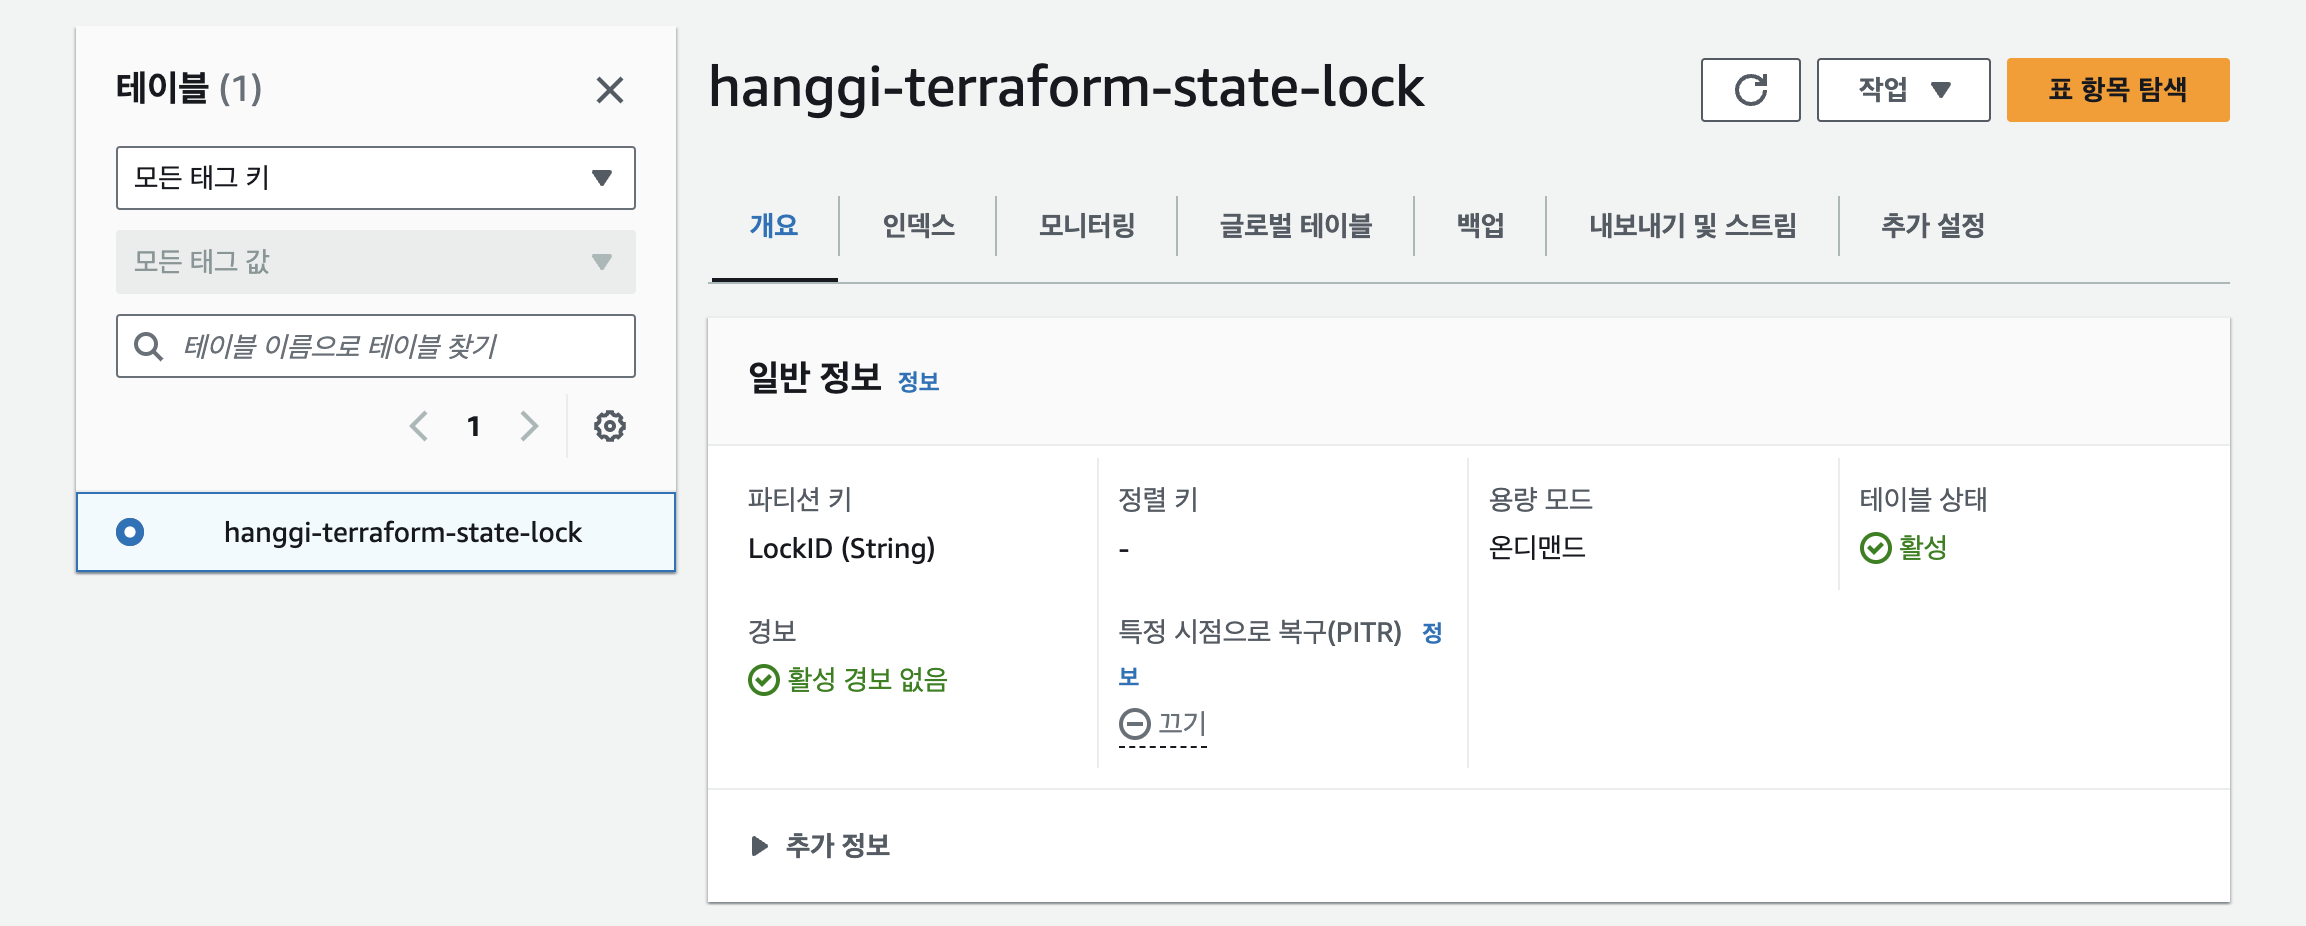 테이블 (1)
모든 태그 키
모든 태그 값
테이블 이름으로 테이블 찾기
1
hanggi-terraform-state-lock
hanggi-terraform-state-lock
작업
표 항목 탐색
개요
인덱스
모니터링
글로벌 테이블
백업
내보내기 및 스트림
추가 설정
일반 정보 정보
파티션 키
LockID (String)
정렬 키
-
용량 모드
온디맨드
테이블 상태
활성
경보
활성 경보 없음
특정 시점으로 복구(PITR) 정
보
끄기
추가 정보